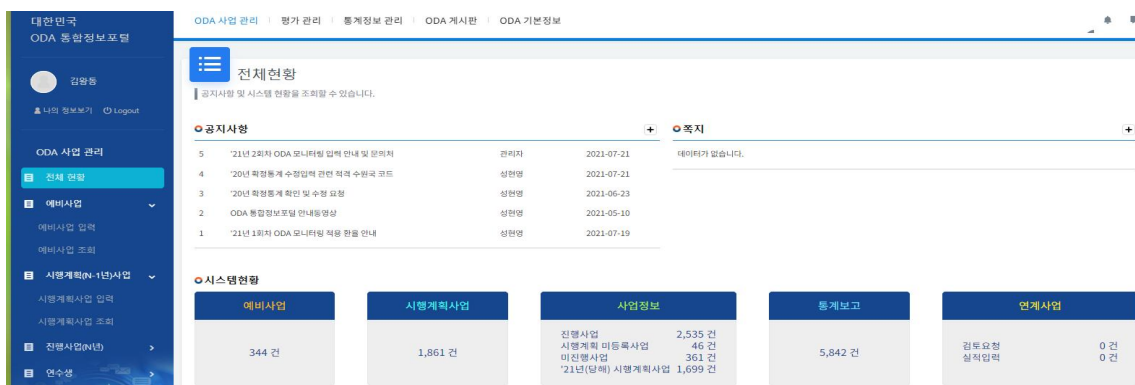 대한민국
ODA 통합정보포털
김왕동
나의 정보보기 Logout
ODA 사업 관리
전체 현황
예비사업
예비사업 입력
예비사업 조회
시행계획(N-1년)사업
시행계획사업 입력
시행계획사업 조회
진행사업(N년)
연수생
ODA 사업 관리 평가 관리 통계정보 관리 ODA 게시판 ODA 기본정보
전체현황
공지사항 및 시스템 현황을 조회할 수 있습니다.
공지사항 +
5 '21년 2회차 ODA 모니터링 입력 안내 및 문의처 관리자 2021-07-21
4 '20년 확정통계 수정입력 관련 적격 수원국 코드 성현영 2021-07-21
3 '20년 확정통계 확인 및 수정 요청 성현영 2021-06-23
2 ODA 통합정보포털 안내동영상 성현영 2021-05-10
1 '21년 1회차 ODA 모니터링 적용 환율 안내 성현영 2021-07-19
쪽지 +
데이터가 없습니다.
시스템현황
예비사업
344 건
시행계획사업
1,861 건
사업정보
진행사업 2,535 건
시행계획 미등록사업 46 건
미진행사업 361 건
'21년(당해) 시행계획사업 1,699 건
통계보고
5,842 건
연계사업
검토요청 0 건
실적입력 0 건